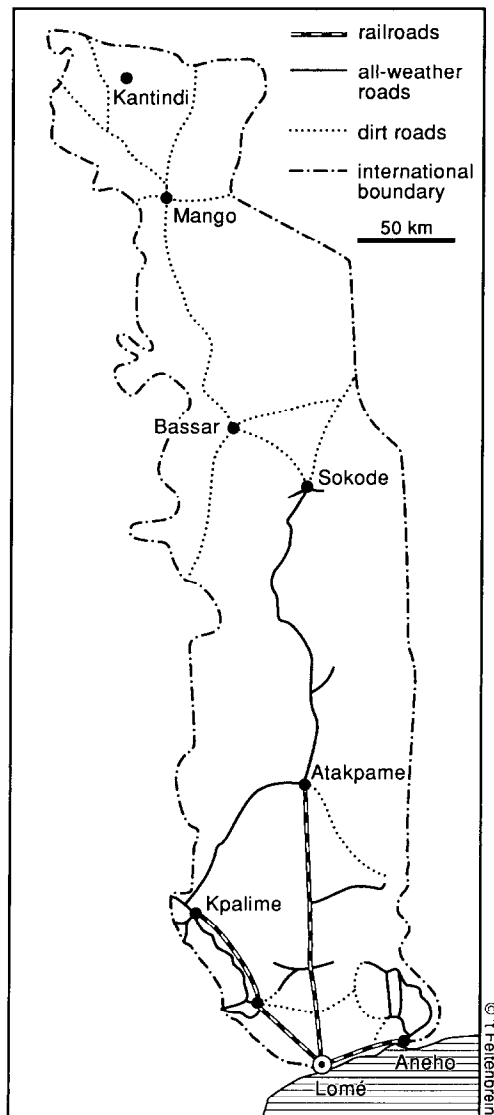 railroads
all-weather
roads
dirt roads
international
boundary
50 km
Kantindi
Mango
Bassar
Sokode
Atakpame
Kpalime
Aneho
Lomé
©